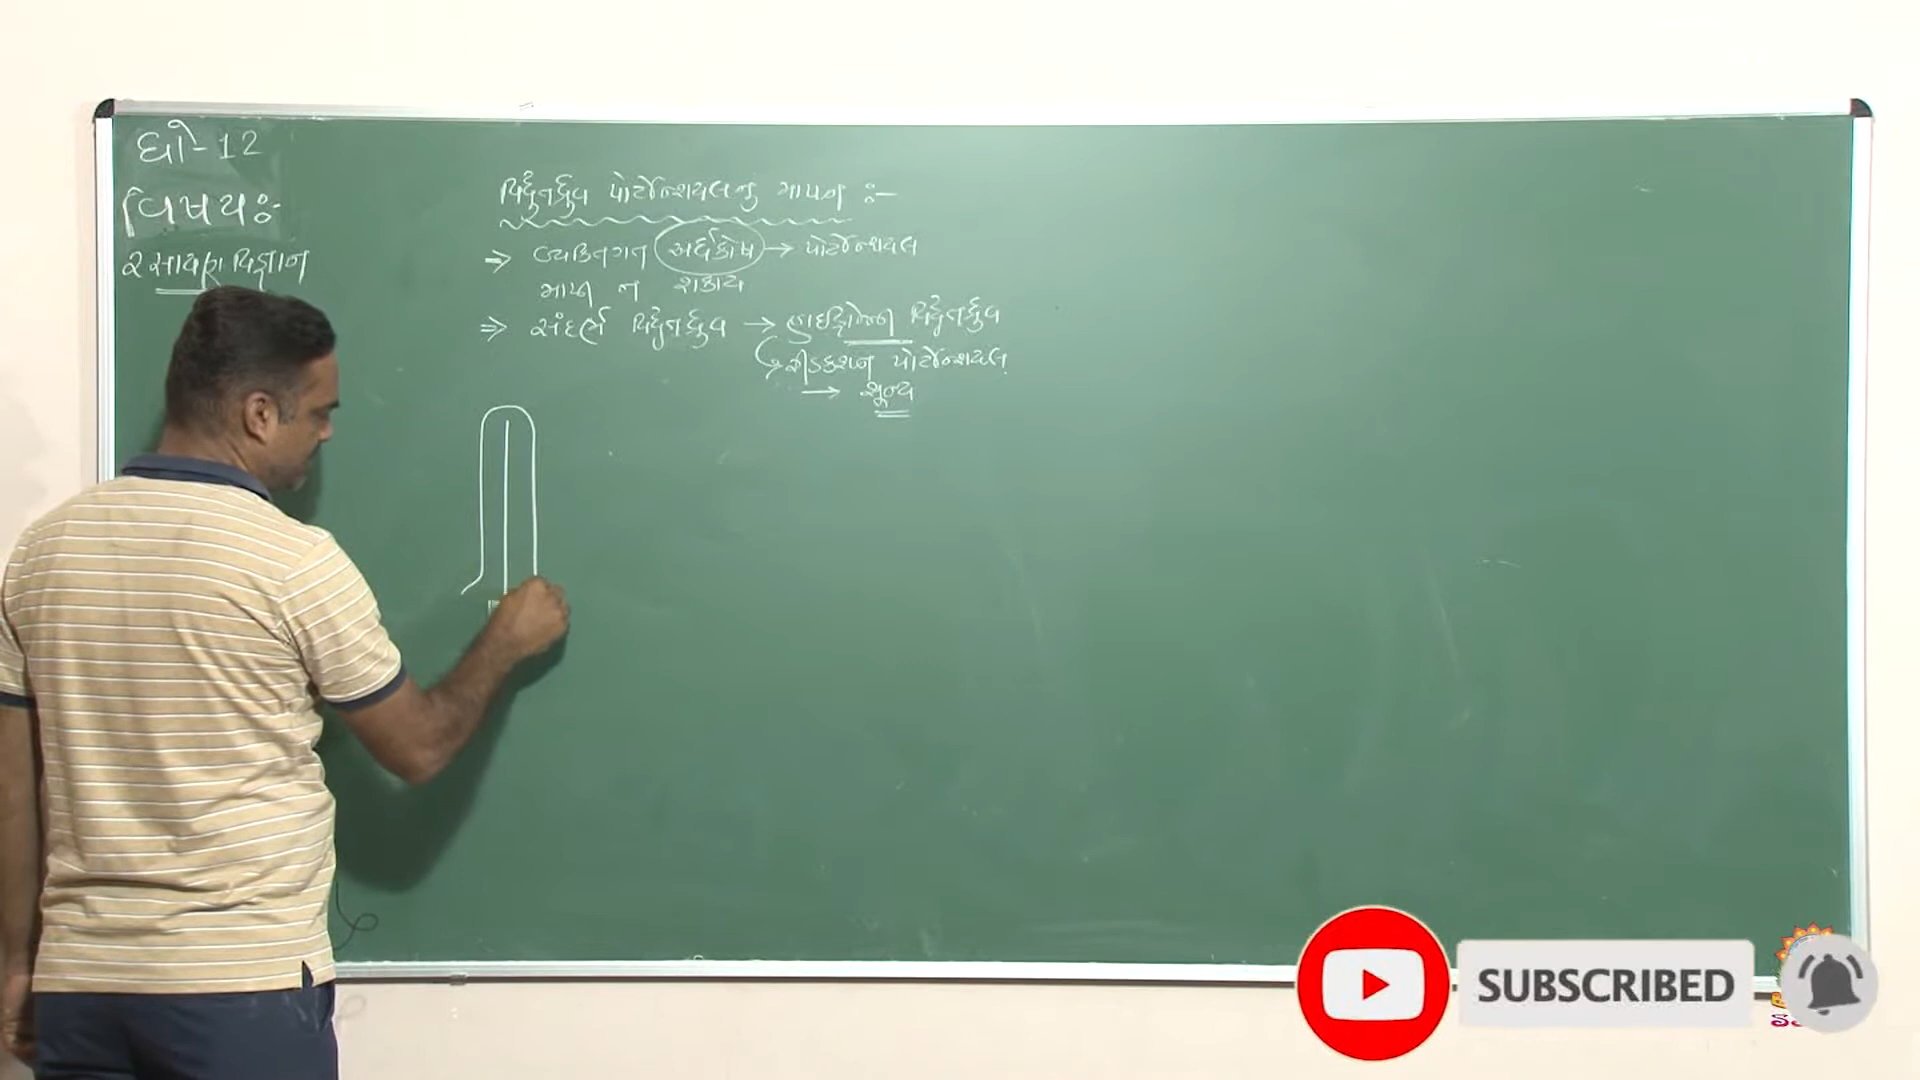 ધો-12
વિષય:-
રસાયણ વિજ્ઞાન
વિદ્યુતધ્રુવ પોટેન્શિયલનું માપન :-
⇒ વ્યક્તિગત અર્ધકોષ → પોટેન્શિયલ
માપી ન શકાય
⇒ સંદર્ભ વિદ્યુતધ્રુવ → હાઈડ્રોજન વિદ્યુતધ્રુવ
રીડક્શન પોટેન્શિયલ
→ શૂન્ય
SUBSCRIBED